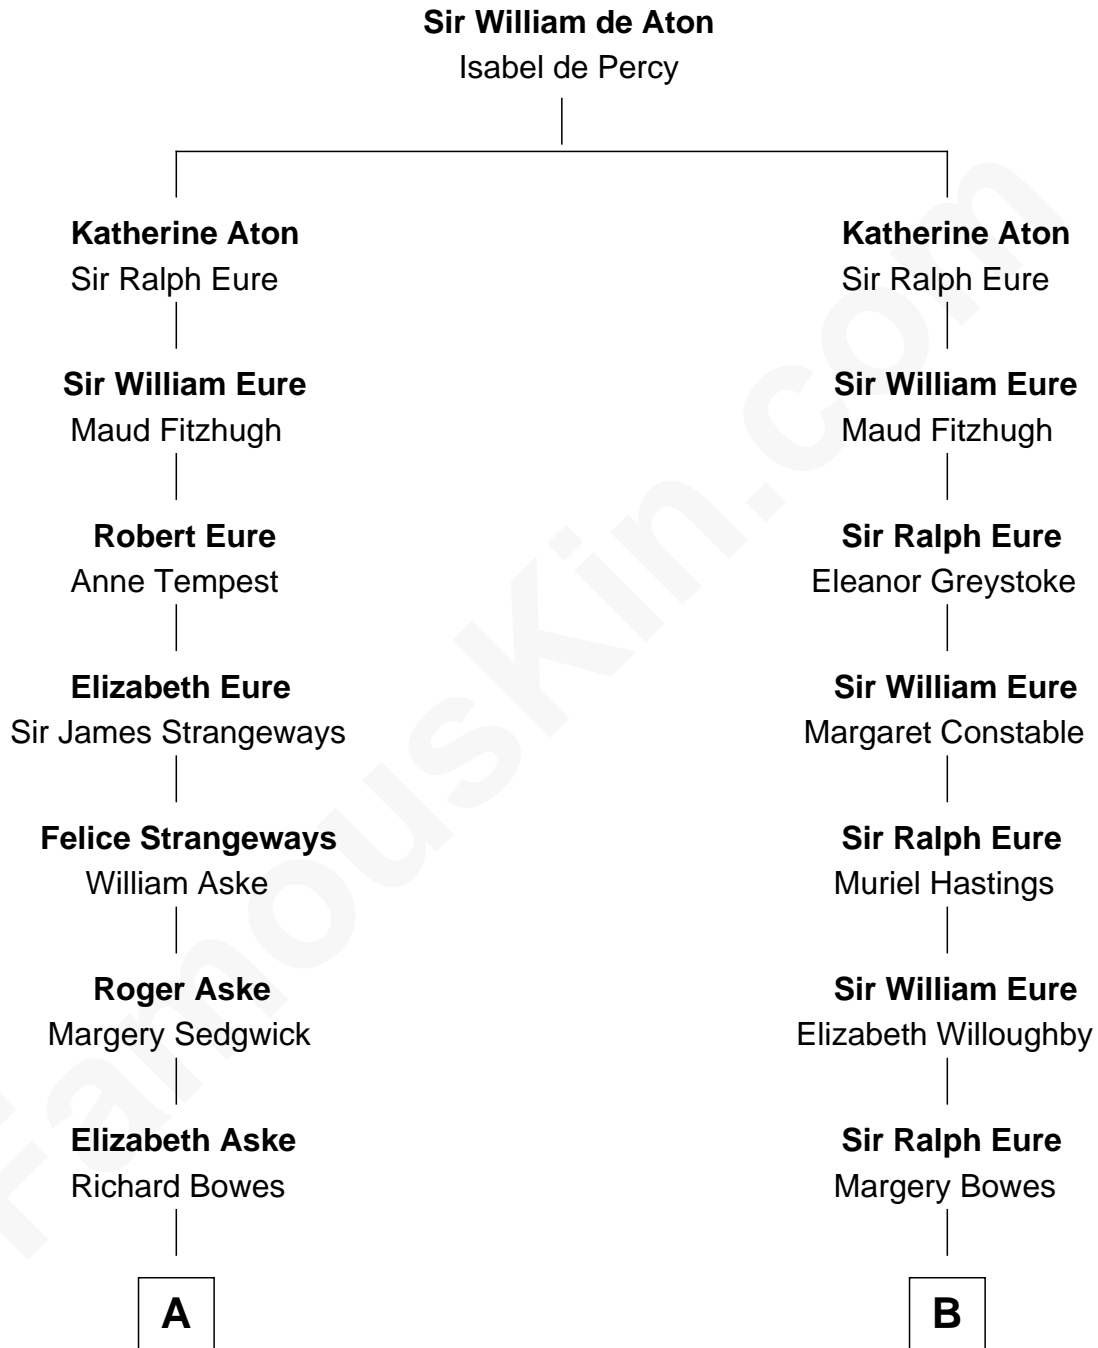 Sir William de Aton
Isabel de Percy
Katherine Aton
Sir Ralph Eure
Katherine Aton
Sir Ralph Eure
Sir William Eure
Maud Fitzhugh
Sir William Eure
Maud Fitzhugh
Robert Eure
Anne Tempest
Sir Ralph Eure
Eleanor Greystoke
Elizabeth Eure
Sir James Strangeways
Sir William Eure
Margaret Constable
Felice Strangeways
William Aske
Sir Ralph Eure
Muriel Hastings
Roger Aske
Margery Sedgwick
Sir William Eure
Elizabeth Willoughby
Elizabeth Aske
Richard Bowes
Sir Ralph Eure
Margery Bowes
A
B
FamousKin.com